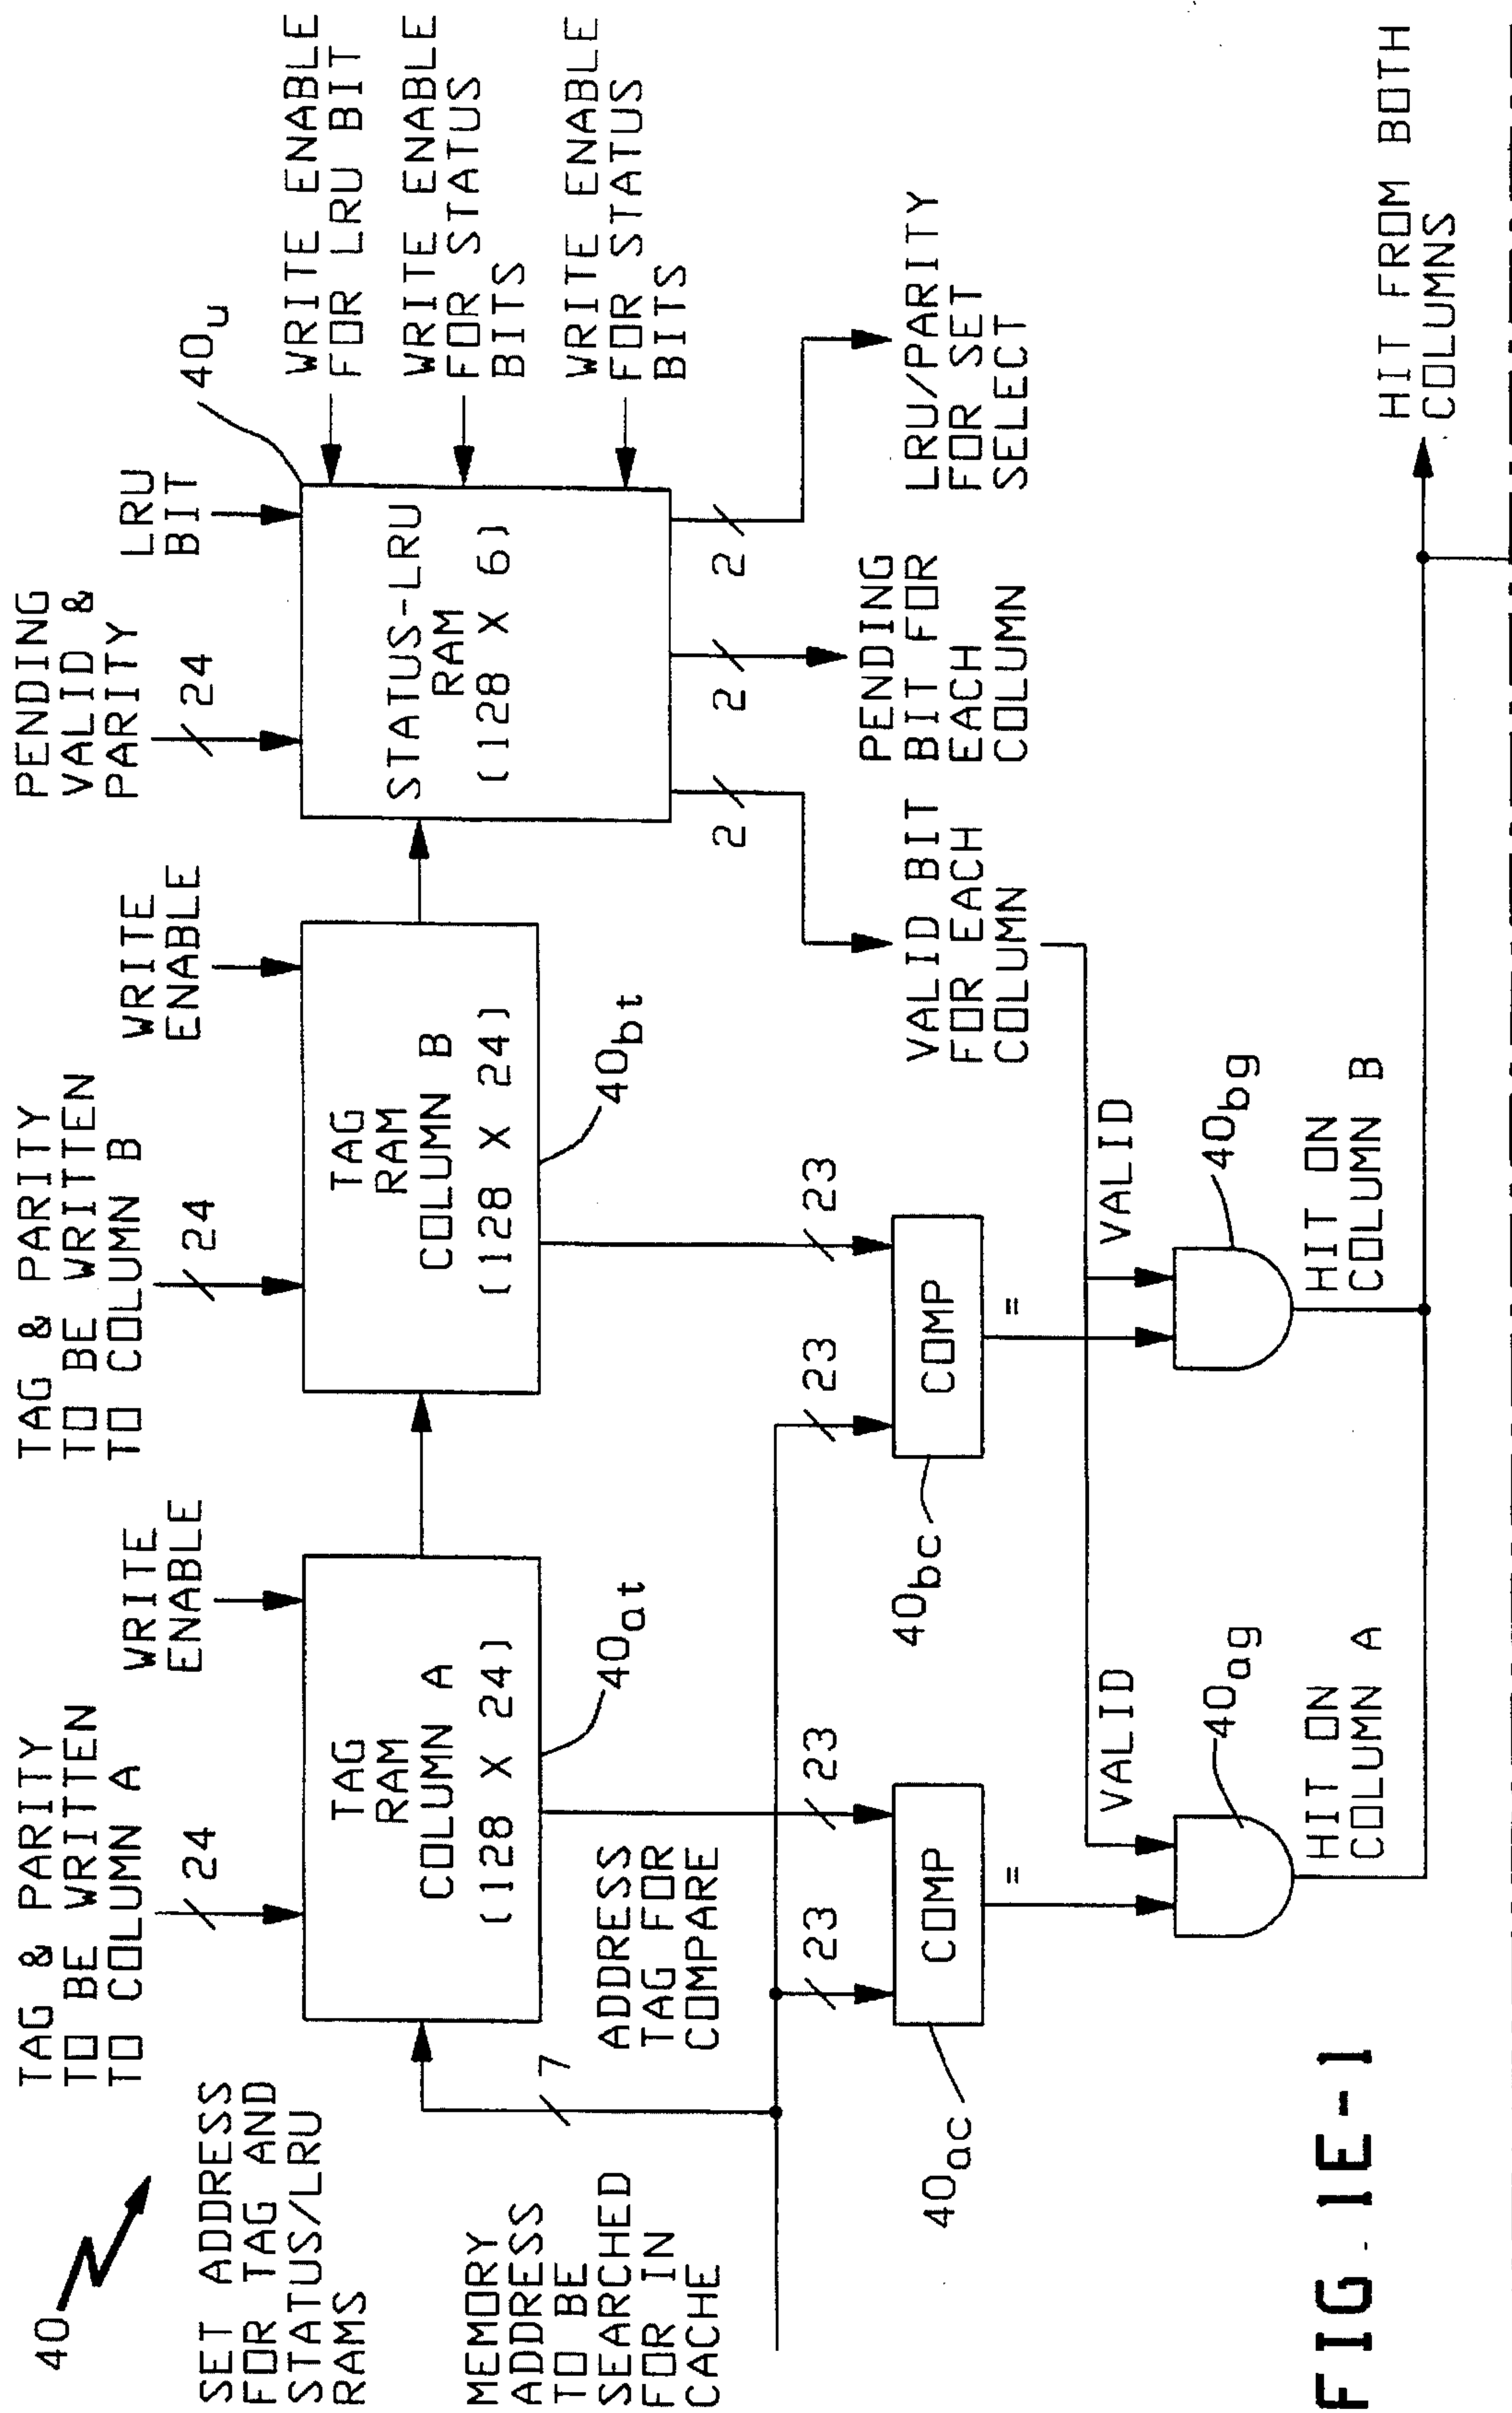 40
TAG & PARITY
TO BE WRITTEN
TO COLUMN A
24
WRITE
ENABLE
TAG & PARITY
TO BE WRITTEN
TO COLUMN B
24
WRITE
ENABLE
PENDING
VALID &
PARITY
24
LRU
BIT
40u
SET ADDRESS
FOR TAG AND
STATUS/LRU
RAMS
TAG
RAM
COLUMN A
(128 X 24)
40at
TAG
RAM
COLUMN B
(128 X 24)
40bt
STATUS-LRU
RAM
(128 X 6)
WRITE ENABLE
FOR LRU BIT
WRITE ENABLE
FOR STATUS
BITS
WRITE ENABLE
FOR STATUS
BITS
MEMORY
ADDRESS
TO BE
SEARCHED
FOR IN
CACHE
7
ADDRESS
TAG FOR
COMPARE
2
2
2
VALID BIT
FOR EACH
COLUMN
PENDING
BIT FOR
EACH
COLUMN
LRU/PARITY
FOR SET
SELECT
23
23
23
23
40ac
COMP
=
40bc
COMP
=
VALID
VALID
40ag
40bg
HIT ON
COLUMN A
HIT ON
COLUMN B
HIT FROM BOTH
COLUMNS
FIG. 1E-1